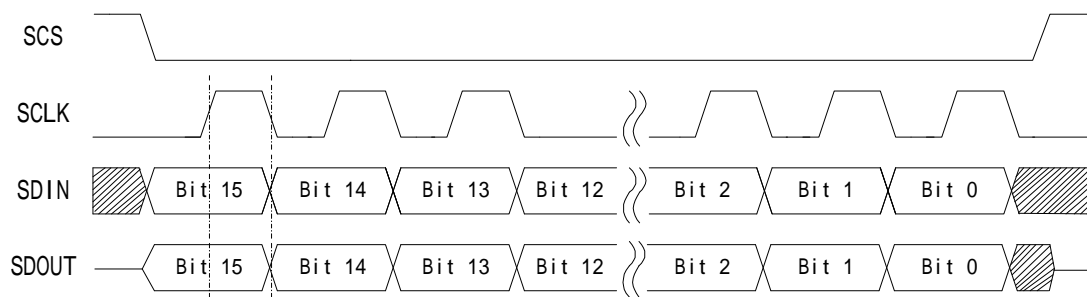 SCS
SCLK
SDIN Bit 15 Bit 14 Bit 13 Bit 12 Bit 2 Bit 1 Bit 0
SDOUT Bit 15 Bit 14 Bit 13 Bit 12 Bit 2 Bit 1 Bit 0